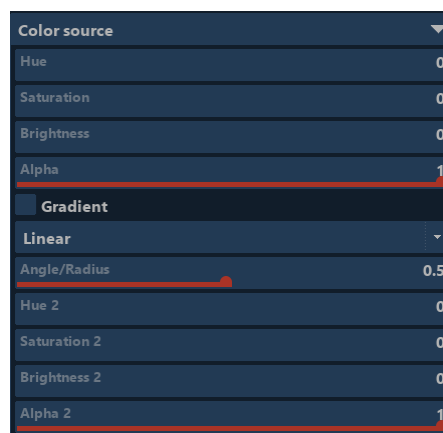 Color source
Hue 0
Saturation 0
Brightness 0
Alpha 1
Gradient
Linear
Angle/Radius 0.5
Hue 2 0
Saturation 2 0
Brightness 2 0
Alpha 2 1